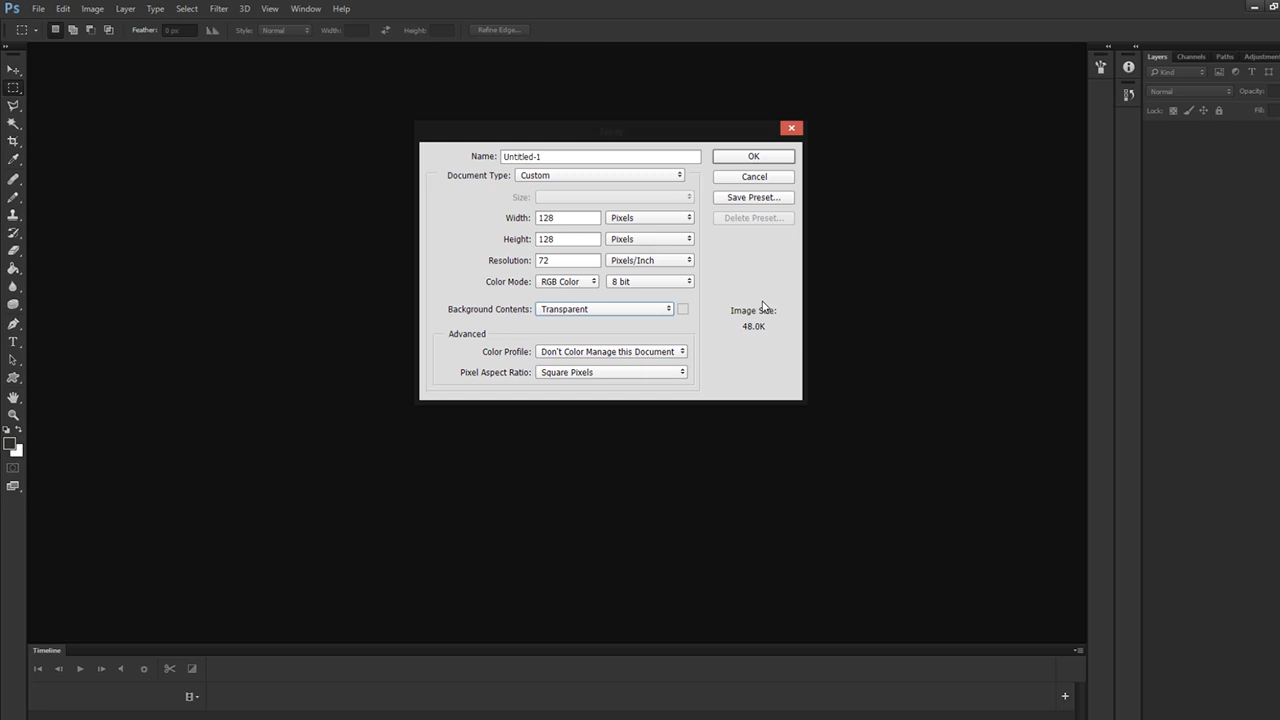 Ps File Edit Image Layer Type Select Filter 3D View Window Help
Feather: 0 px Style: Normal Width: Height: Refine Edge...
Layers Channels Paths Adjustment
Kind
Normal Opacity:
Lock: Fill:
Name: Untitled-1 OK
Document Type: Custom Cancel
Size: Save Preset...
Width: 128 Pixels Delete Preset...
Height: 128 Pixels
Resolution: 72 Pixels/Inch
Color Mode: RGB Color 8 bit
Background Contents: Transparent
Image Size:
48.0K
Advanced
Color Profile: Don't Color Manage this Document
Pixel Aspect Ratio: Square Pixels
T
Timeline